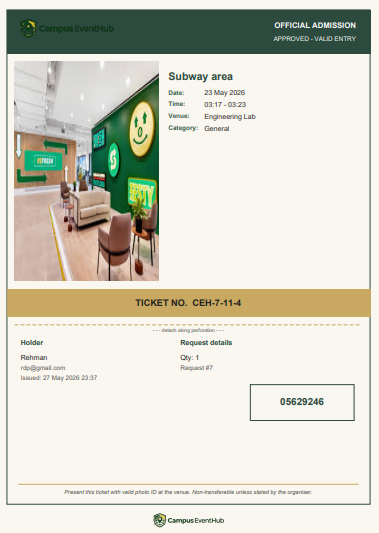 Campus EventHub
OFFICIAL ADMISSION
APPROVED - VALID ENTRY
Subway area
Date: 23 May 2026
Time: 03:17 - 03:23
Venue: Engineering Lab
Category: General
REFRESH
TICKET NO. CEH-7-11-4
--- detach along perforation ---
Holder
Rehman
rdp@gmail.com
Issued: 27 May 2026 23:37
Request details
Qty: 1
Request #7
05629246
Present this ticket with valid photo ID at the venue. Non-transferable unless stated by the organizer.
Campus EventHub